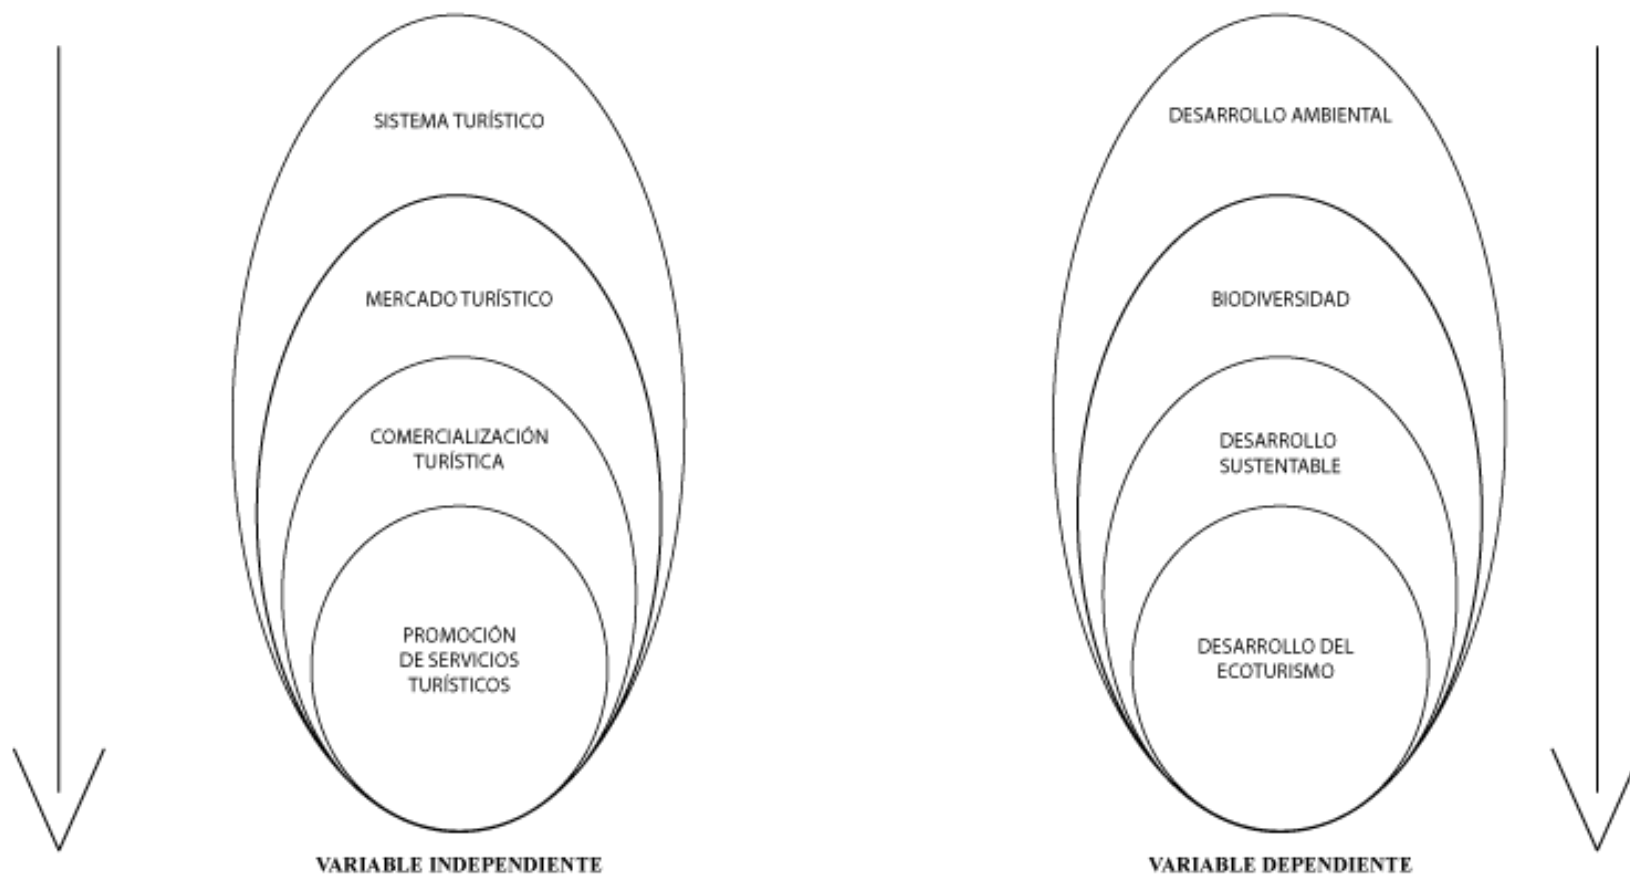 SISTEMA TURÍSTICO
MERCADO TURÍSTICO
COMERCIALIZACIÓN
TURÍSTICA
PROMOCIÓN
DE SERVICIOS
TURÍSTICOS
VARIABLE INDEPENDIENTE
DESARROLLO AMBIENTAL
BIODIVERSIDAD
DESARROLLO
SUSTENTABLE
DESARROLLO DEL
ECOTURISMO
VARIABLE DEPENDIENTE